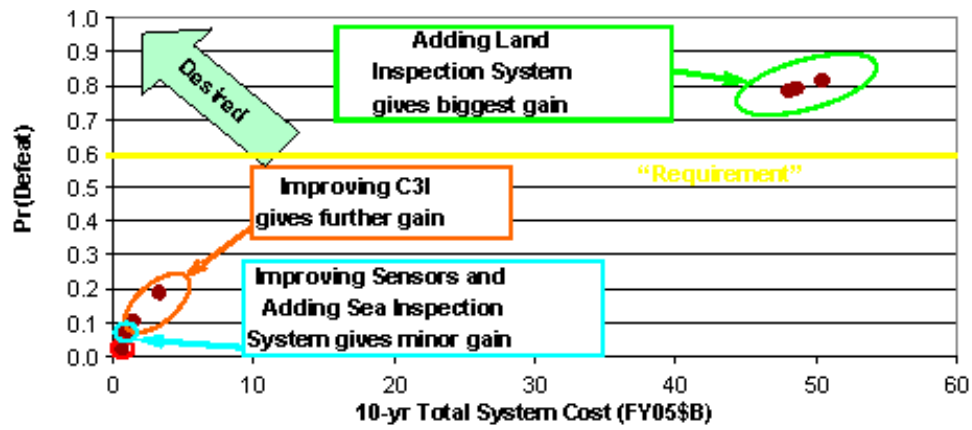 1.0
0.9
0.8
0.7
0.6
0.5
0.4
0.3
0.2
0.1
0.0
Pr(Defeat)
Desired
Adding Land
Inspection System
gives biggest gain
“Requirement”
Improving C3I
gives further gain
Improving Sensors and
Adding Sea Inspection
System gives minor gain
0
10
20
30
40
50
60
10-yr Total System Cost (FY05$B)